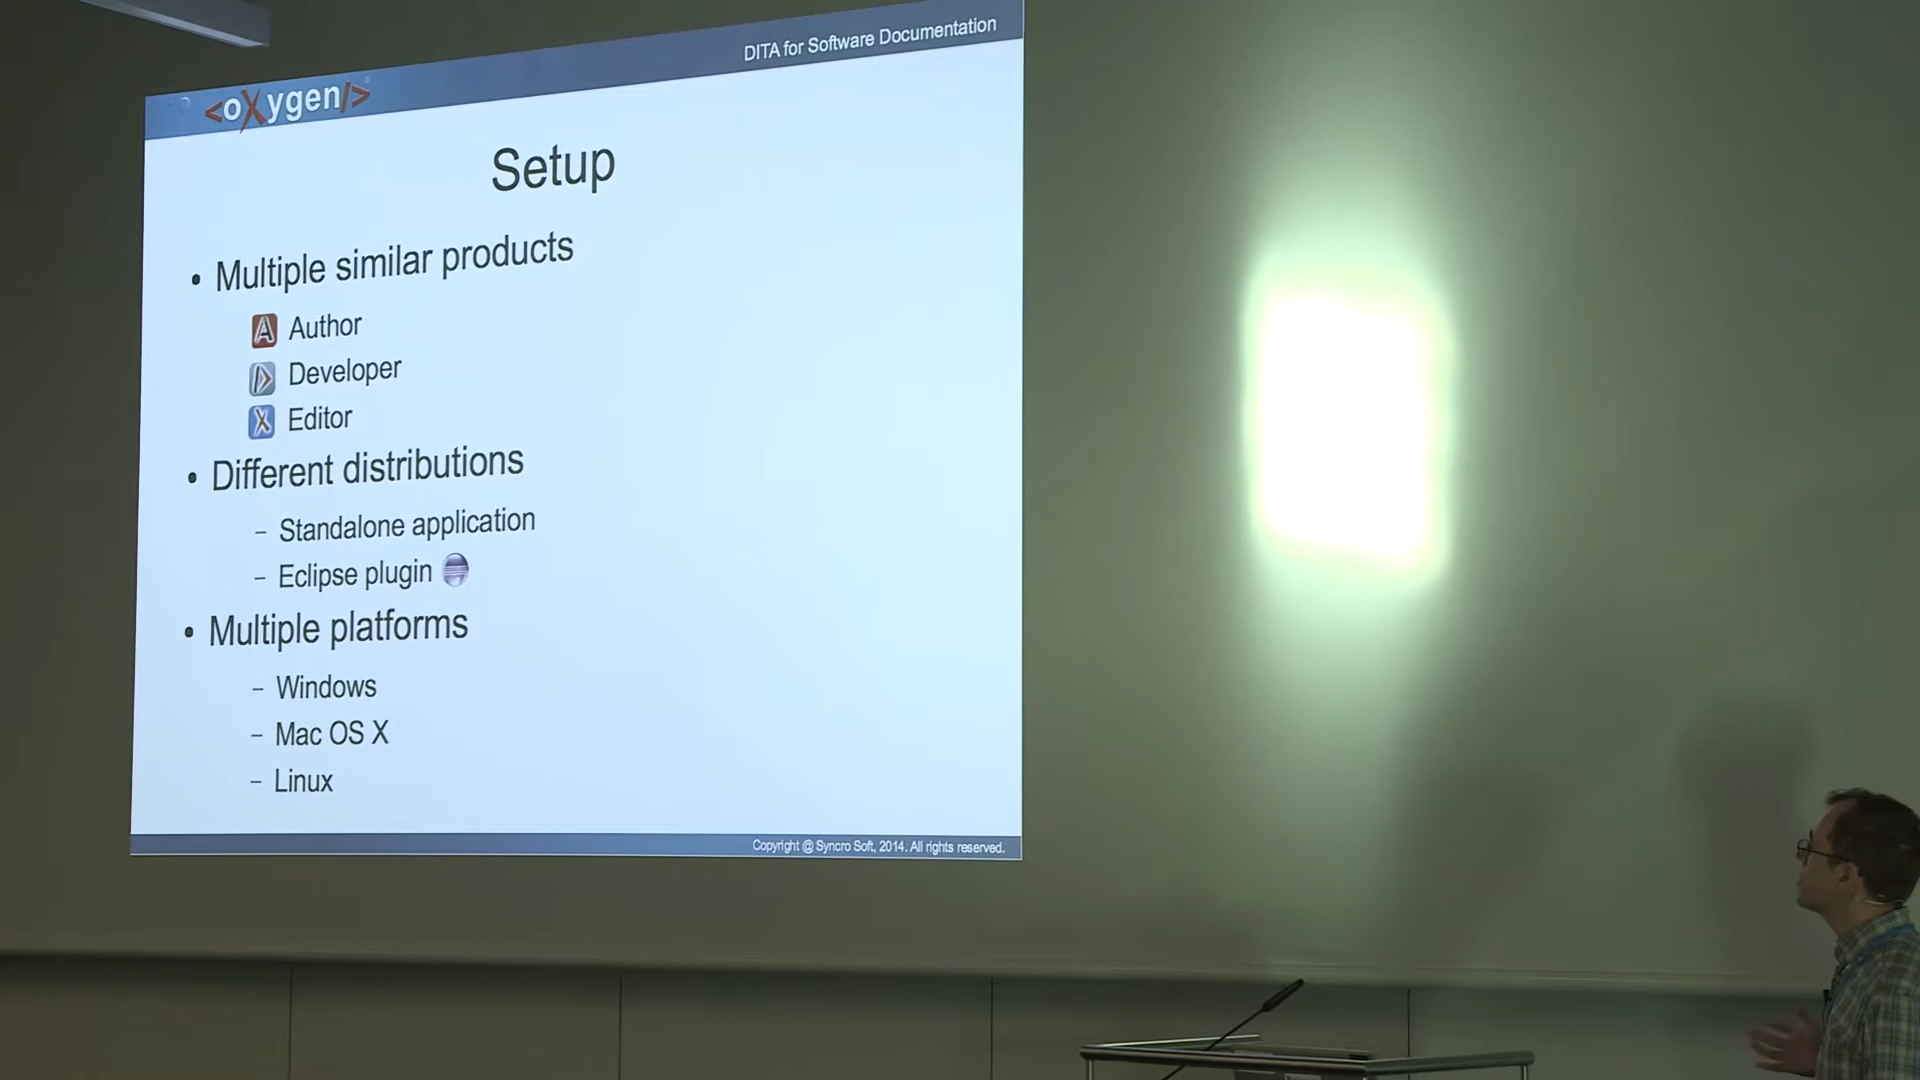 DITA for Software Documentation
<oXygen/>
Setup
• Multiple similar products
A Author
Developer
X Editor
• Different distributions
– Standalone application
– Eclipse plugin
• Multiple platforms
– Windows
– Mac OS X
– Linux
Copyright @ Syncro Soft, 2014. All rights reserved.